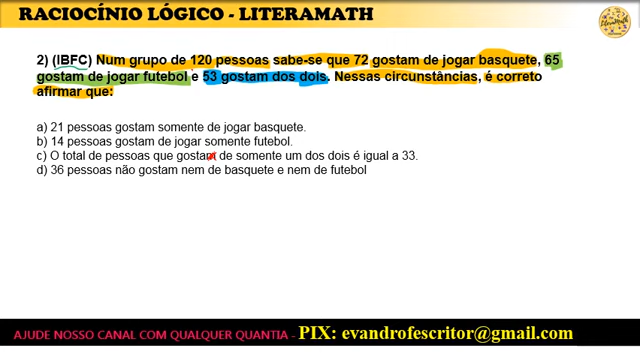 RACIOCÍNIO LÓGICO - LITERAMATH
2) (IBFC) Num grupo de 120 pessoas sabe-se que 72 gostam de jogar basquete, 65
gostam de jogar futebol e 53 gostam dos dois. Nessas circunstâncias, é correto
afirmar que:
a) 21 pessoas gostam somente de jogar basquete.
b) 14 pessoas gostam de jogar somente futebol.
c) O total de pessoas que gostam de somente um dos dois é igual a 33.
d) 36 pessoas não gostam nem de basquete e nem de futebol
AJUDE NOSSO CANAL COM QUALQUER QUANTIA - PIX: evandrofescritor@gmail.com